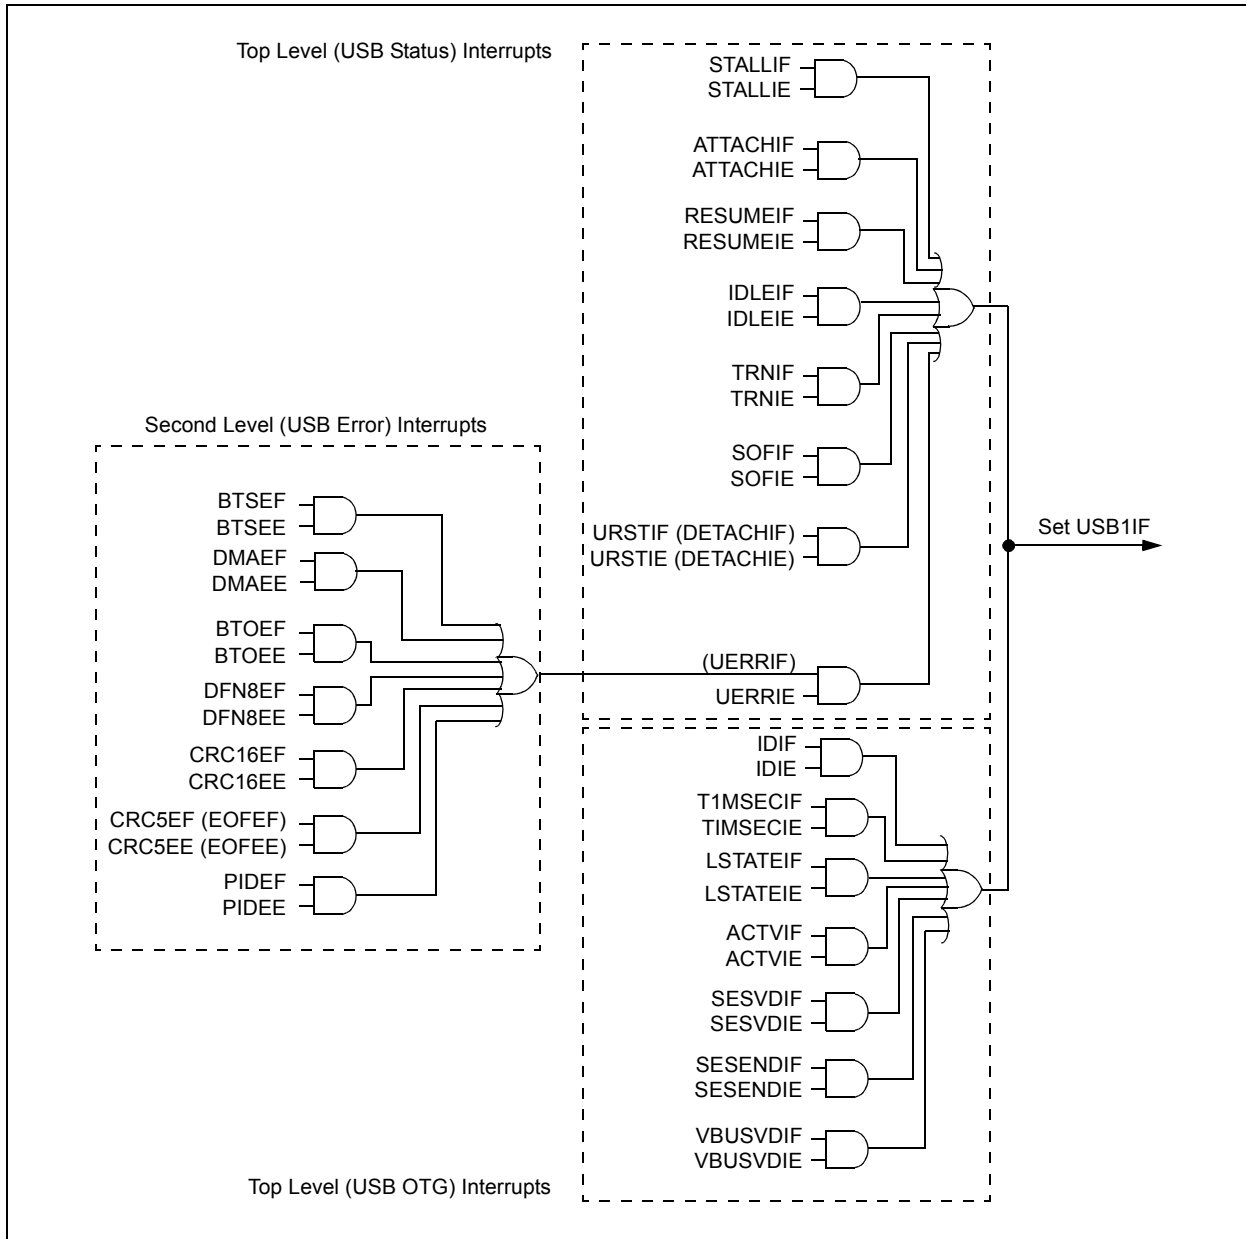 Top Level (USB Status) Interrupts
STALLIF
STALLIE
ATTACHIF
ATTACHIE
RESUMEIF
RESUMEIE
IDLEIF
IDLEIE
TRNIF
TRNIE
SOFIF
SOFIE
URSTIF (DETACHIF)
URSTIE (DETACHIE)
(UERRIF)
UERRIE
Second Level (USB Error) Interrupts
BTSEF
BTSEE
DMAEF
DMAEE
BTOEF
BTOEE
DFN8EF
DFN8EE
CRC16EF
CRC16EE
CRC5EF (EOFEF)
CRC5EE (EOFEE)
PIDEF
PIDEE
Set USB1IF
IDIF
IDIE
T1MSECIF
TIMSECIE
LSTATEIF
LSTATEIE
ACTVIF
ACTVIE
SESVDIF
SESVDIE
SESENDIF
SESENDIE
VBUSVDIF
VBUSVDIE
Top Level (USB OTG) Interrupts